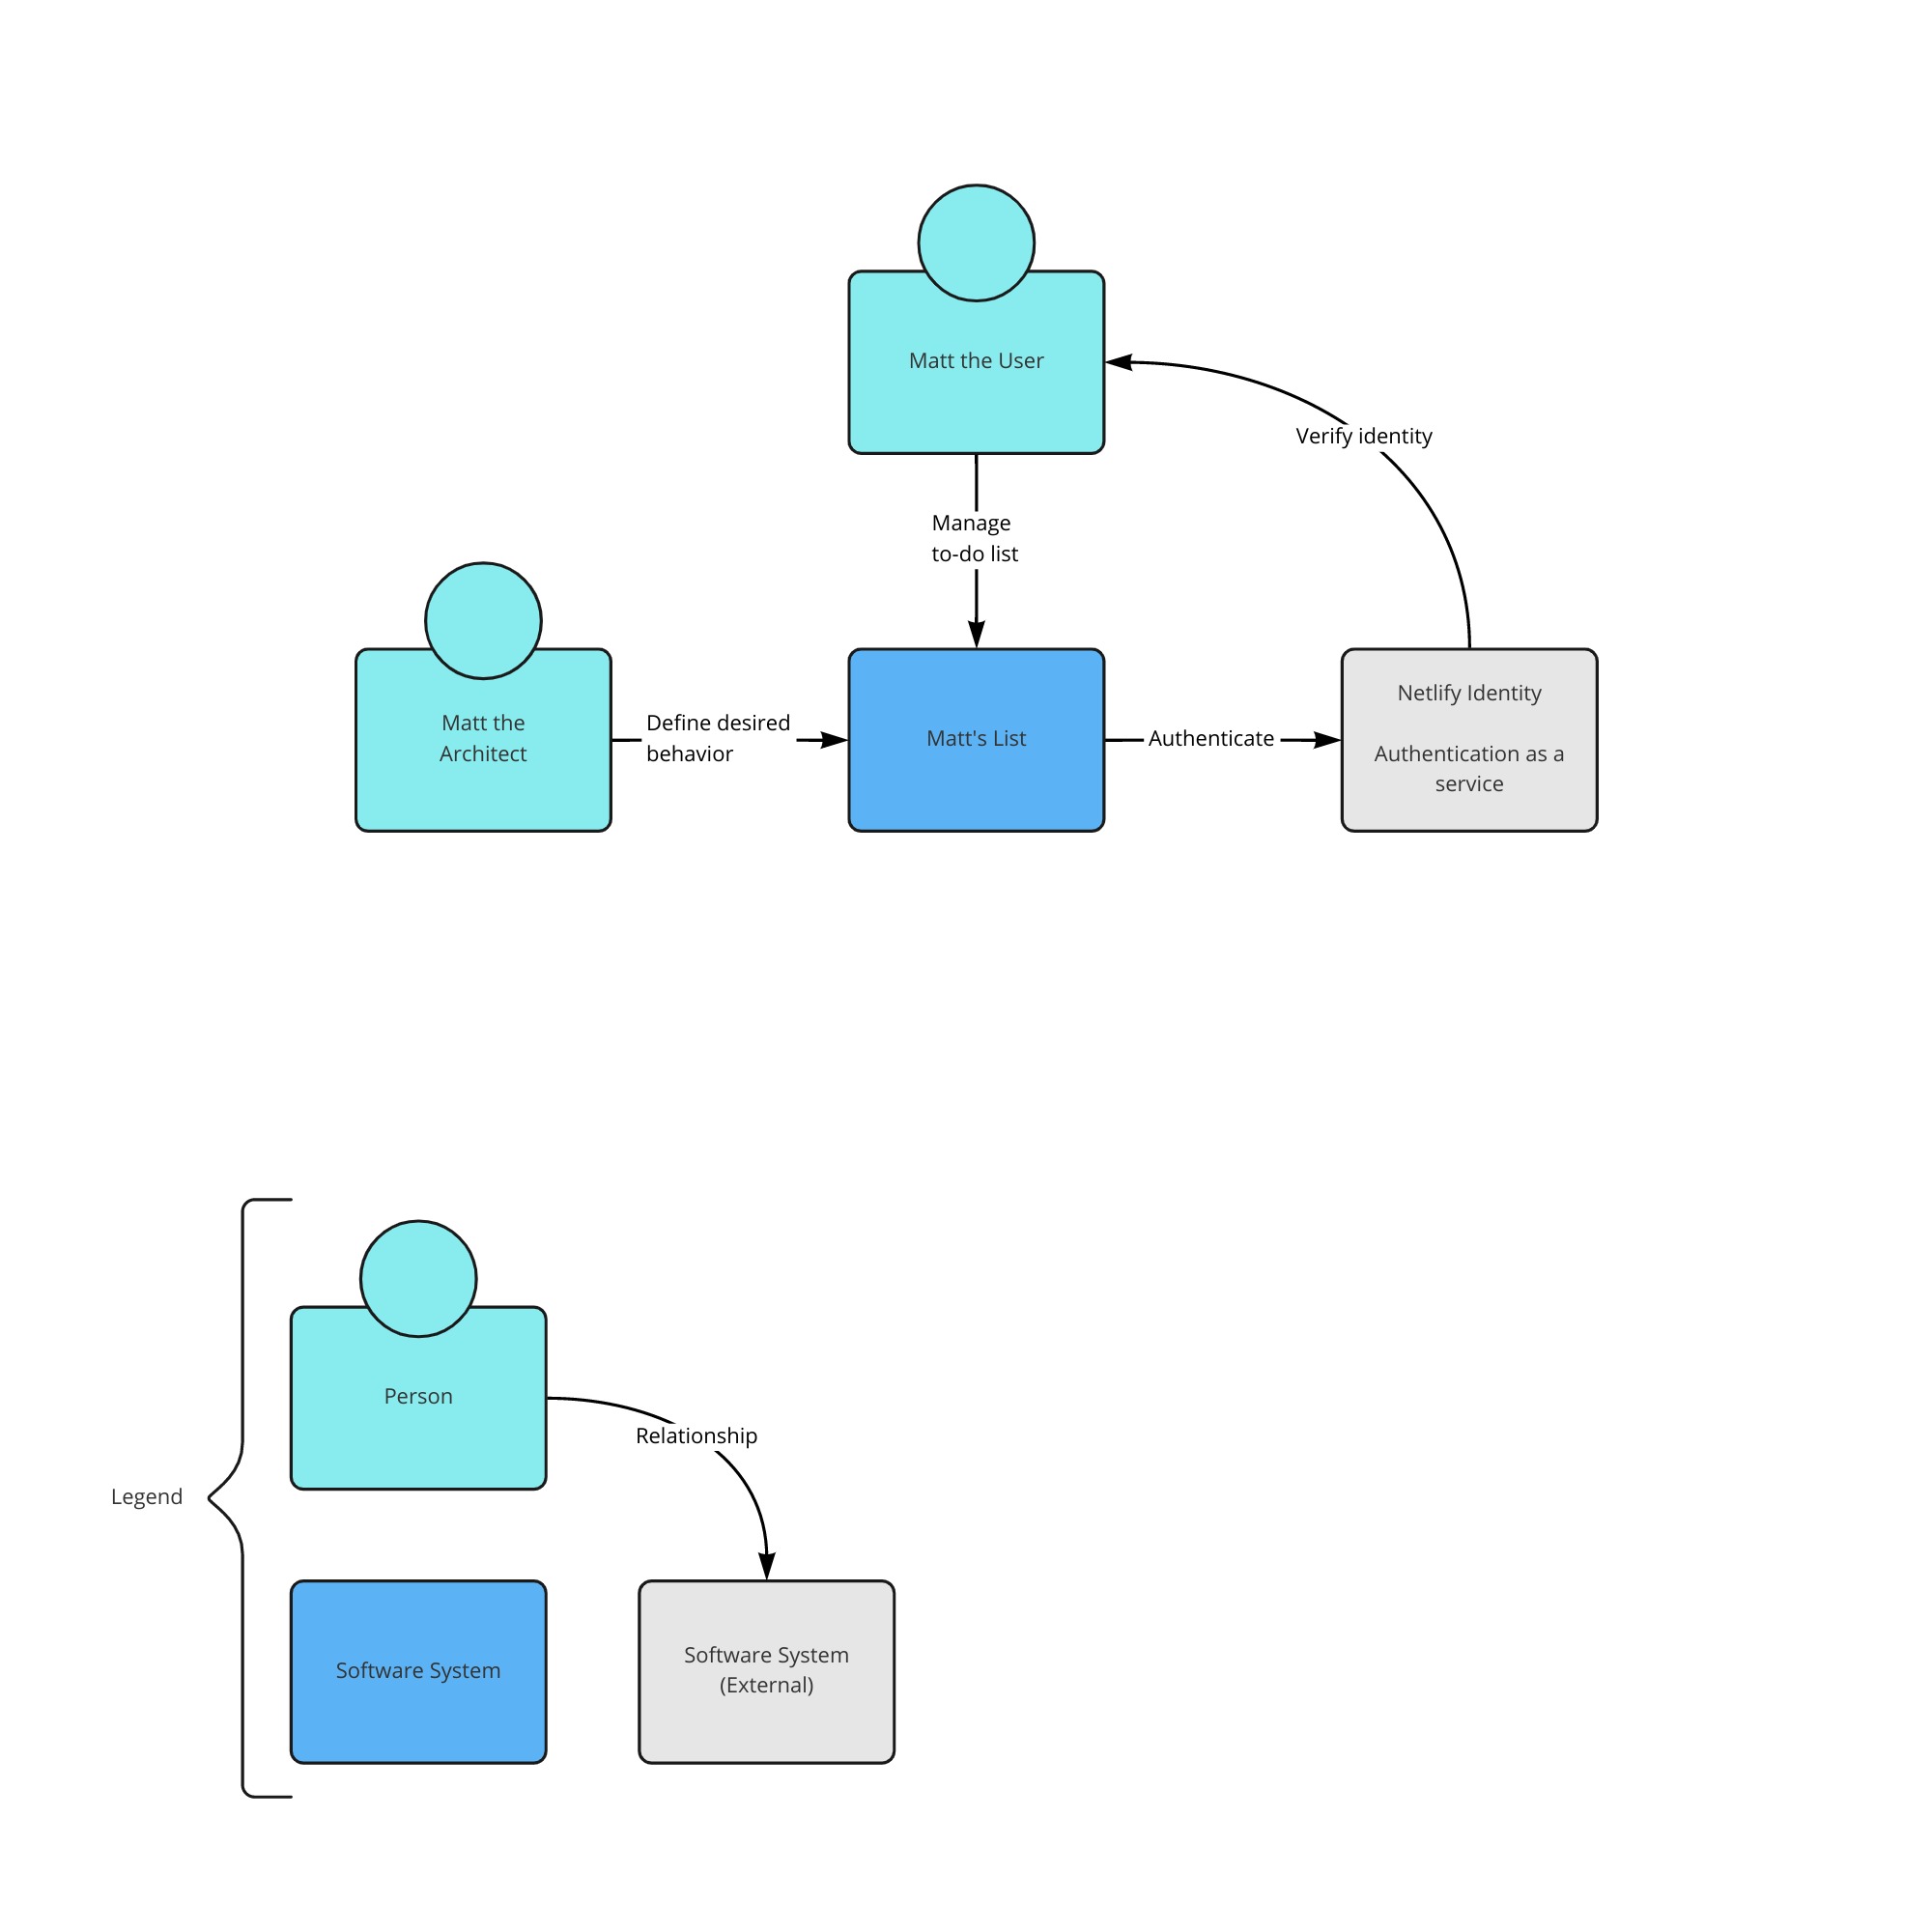 Matt the User
Verify identity
Manage
to-do list
Matt the
Architect
Define desired
behavior
Matt's List
Authenticate
Netlify Identity
Authentication as a
service
Legend
Person
Relationship
Software System
Software System
(External)